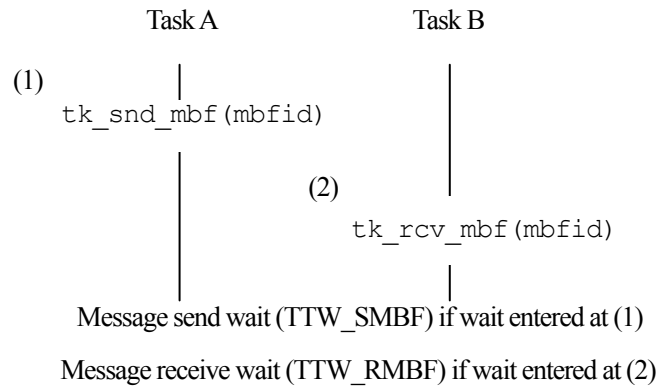 Task A Task B
(1)
tk_snd_mbf(mbfid)
(2)
tk_rcv_mbf(mbfid)
Message send wait (TTW_SMBF) if wait entered at (1)
Message receive wait (TTW_RMBF) if wait entered at (2)